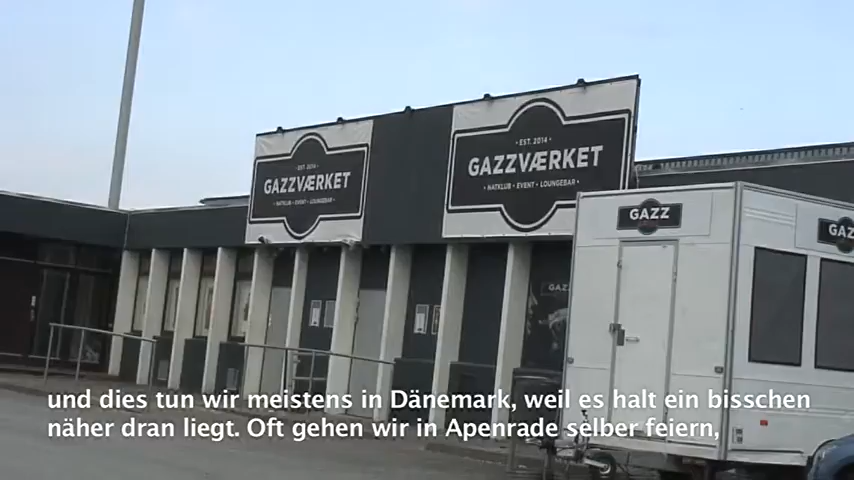 EST. 2014
GAZZVÆRKET
NATKLUB • EVENT • LOUNGEBAR
EST. 2014
GAZZVÆRKET
NATKLUB • EVENT • LOUNGEBAR
GAZZ
GAZ
GAZZ
und dies tun wir meistens in Dänemark, weil es halt ein bisschen
näher dran liegt. Oft gehen wir in Apenrade selber feiern,